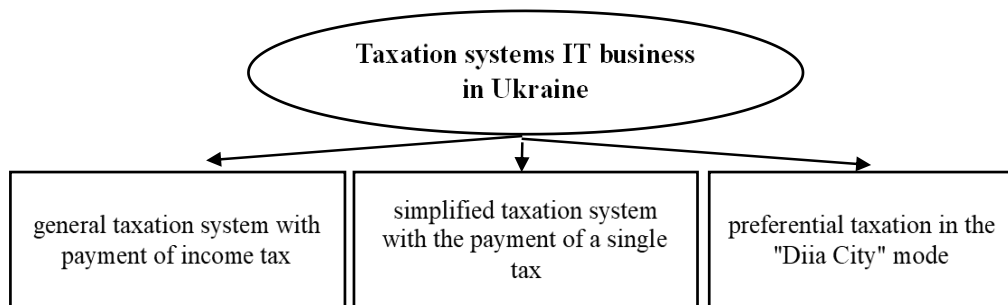 Taxation systems IT business
in Ukraine
general taxation system with
payment of income tax
simplified taxation system
with the payment of a single
tax
preferential taxation in the
"Diia City" mode